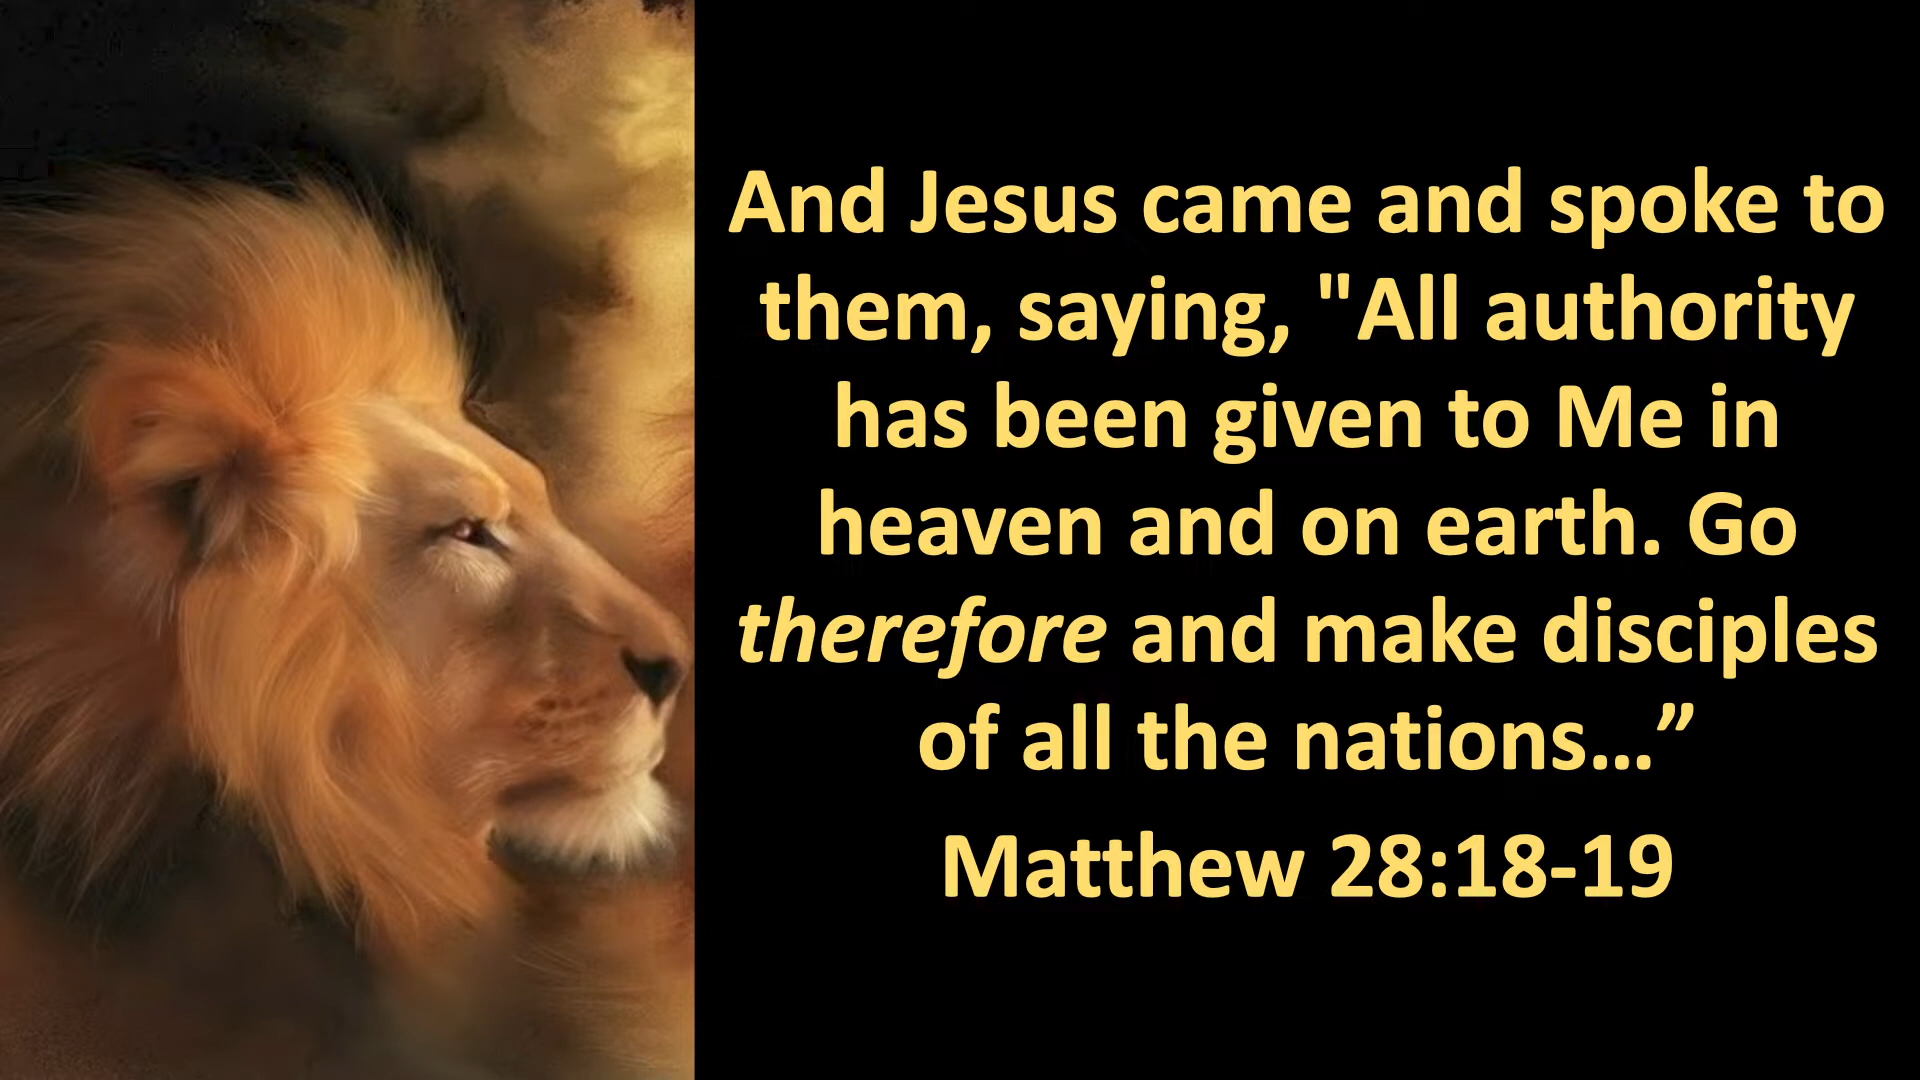 And Jesus came and spoke to
them, saying, "All authority
has been given to Me in
heaven and on earth. Go
therefore and make disciples
of all the nations…”
Matthew 28:18-19